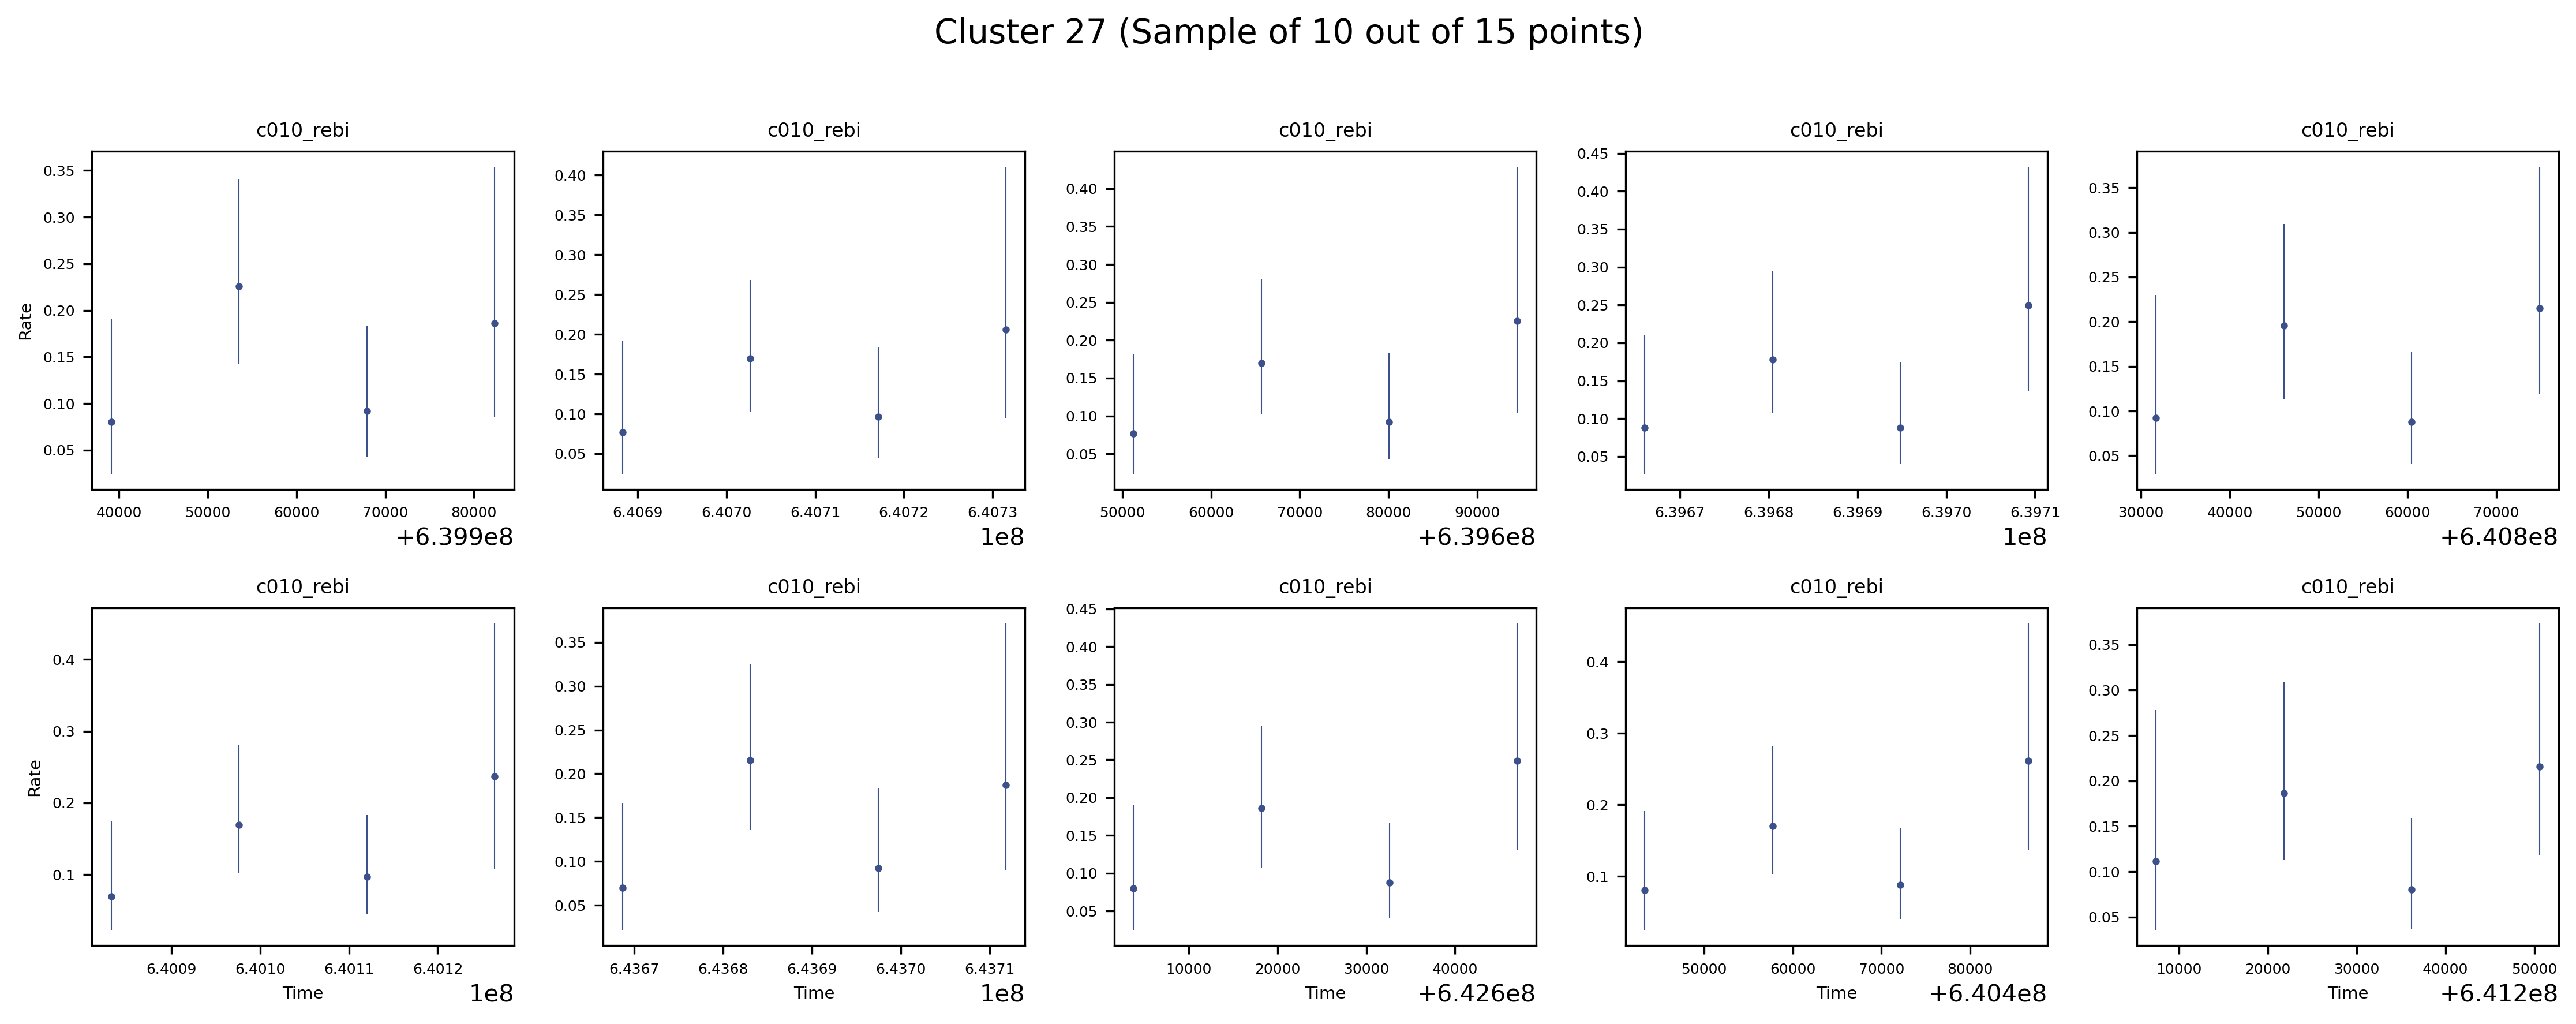 Cluster 27 (Sample of 10 out of 15 points)
c010_rebi
c010_rebi
c010_rebi
c010_rebi
c010_rebi
Rate
0.35
0.30
0.25
0.20
0.15
0.10
0.05
40000 50000 60000 70000 80000
+6.399e8
0.40
0.35
0.30
0.25
0.20
0.15
0.10
0.05
6.4069 6.4070 6.4071 6.4072 6.4073
1e8
0.40
0.35
0.30
0.25
0.20
0.15
0.10
0.05
50000 60000 70000 80000 90000
+6.396e8
0.45
0.40
0.35
0.30
0.25
0.20
0.15
0.10
0.05
6.3967 6.3968 6.3969 6.3970 6.3971
1e8
0.35
0.30
0.25
0.20
0.15
0.10
0.05
30000 40000 50000 60000 70000
+6.408e8
c010_rebi
c010_rebi
c010_rebi
c010_rebi
c010_rebi
Rate
0.4
0.3
0.2
0.1
6.4009 6.4010 6.4011 6.4012
Time
1e8
0.35
0.30
0.25
0.20
0.15
0.10
0.05
6.4367 6.4368 6.4369 6.4370 6.4371
Time
1e8
0.45
0.40
0.35
0.30
0.25
0.20
0.15
0.10
0.05
10000 20000 30000 40000
Time
+6.426e8
0.4
0.3
0.2
0.1
50000 60000 70000 80000
Time
+6.404e8
0.35
0.30
0.25
0.20
0.15
0.10
0.05
10000 20000 30000 40000 50000
Time
+6.412e8